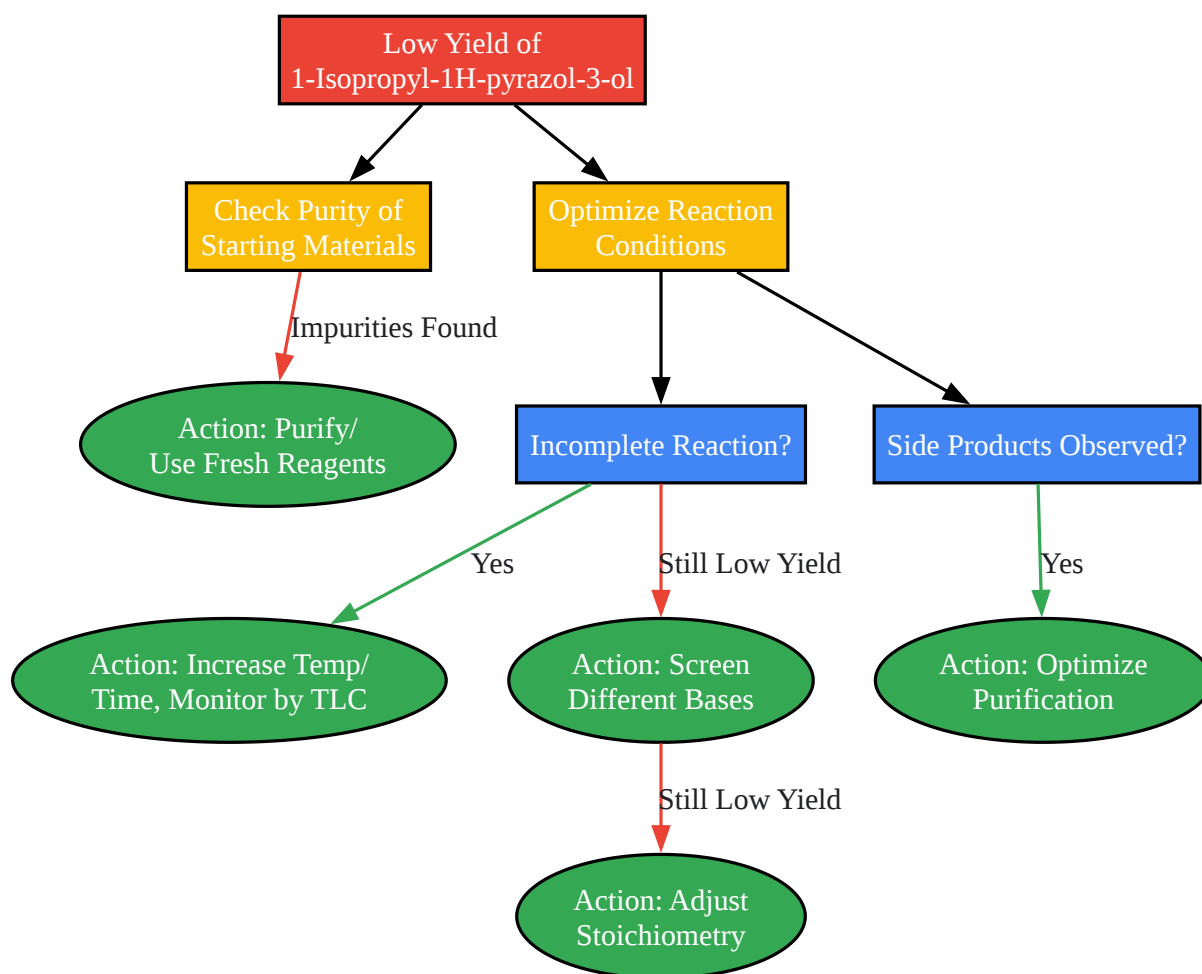 Low Yield of
1-Isopropyl-1H-pyrazol-3-ol
Check Purity of
Starting Materials
Optimize Reaction
Conditions
Impurities Found
Action: Purify/
Use Fresh Reagents
Incomplete Reaction?
Side Products Observed?
Yes
Still Low Yield
Yes
Action: Increase Temp/
Time, Monitor by TLC
Action: Screen
Different Bases
Action: Optimize
Purification
Still Low Yield
Action: Adjust
Stoichiometry